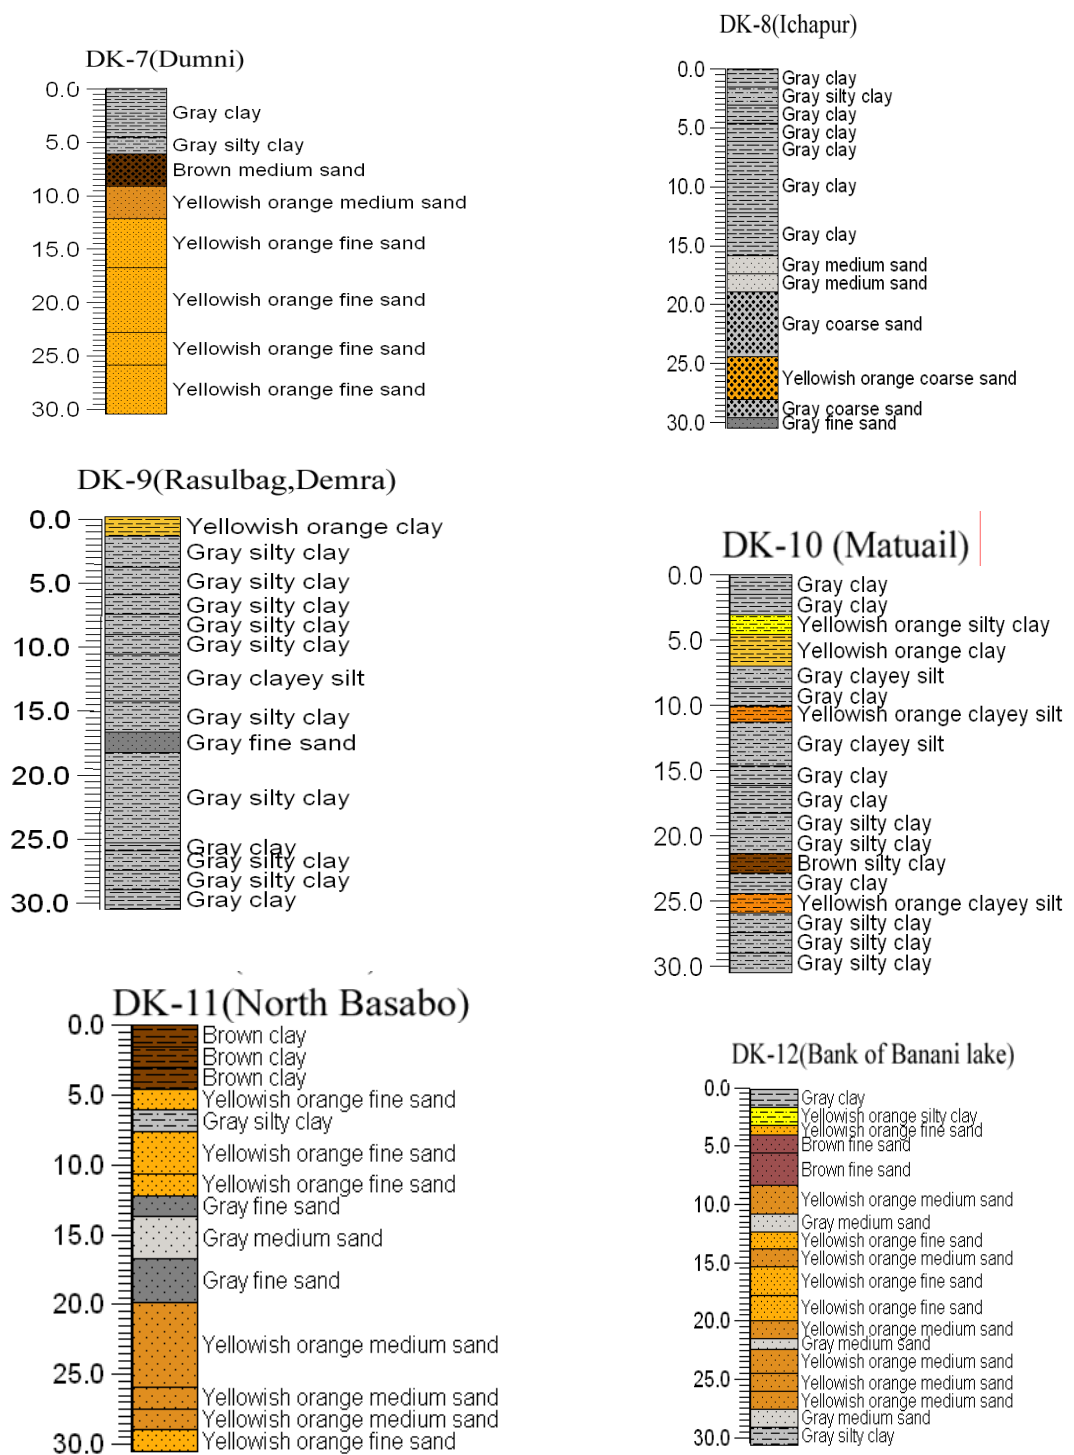 DK-7(Dumni)
0.0
Gray clay
5.0
Gray silty clay
Brown medium sand
10.0
Yellowish orange medium sand
Yellowish orange fine sand
15.0
20.0
Yellowish orange fine sand
25.0
Yellowish orange fine sand
Yellowish orange fine sand
30.0
DK-8(Ichapur)
0.0
Gray clay
Gray silty clay
Gray clay
5.0
Gray clay
Gray clay
10.0
Gray clay
Gray clay
15.0
Gray medium sand
Gray medium sand
20.0
Gray coarse sand
25.0
Yellowish orange coarse sand
Gray coarse sand
30.0
Gray fine sand
DK-9(Rasulbag,Demra)
0.0
Yellowish orange clay
Gray silty clay
5.0
Gray silty clay
Gray silty clay
Gray silty clay
10.0
Gray silty clay
Gray clayey silt
15.0
Gray silty clay
Gray fine sand
20.0
Gray silty clay
25.0
Gray clay
Gray silty clay
Gray silty clay
30.0
Gray clay
DK-10 (Matuail)
0.0
Gray clay
Gray clay
Yellowish orange silty clay
5.0
Yellowish orange clay
Gray clayey silt
Gray clay
10.0
Yellowish orange clayey silt
Gray clayey silt
15.0
Gray clay
Gray clay
Gray silty clay
20.0
Gray silty clay
Brown silty clay
Gray clay
25.0
Yellowish orange clayey silt
Gray silty clay
Gray silty clay
30.0
Gray silty clay
DK-11(North Basabo)
0.0
Brown clay
Brown clay
Brown clay
5.0
Yellowish orange fine sand
Gray silty clay
Yellowish orange fine sand
10.0
Yellowish orange fine sand
Gray fine sand
15.0
Gray medium sand
Gray fine sand
20.0
Yellowish orange medium sand
25.0
Yellowish orange medium sand
Yellowish orange medium sand
30.0
Yellowish orange fine sand
DK-12(Bank of Banani lake)
0.0
Gray clay
Yellowish orange silty clay
Yellowish orange fine sand
5.0
Brown fine sand
Brown fine sand
10.0
Yellowish orange medium sand
Gray medium sand
Yellowish orange fine sand
15.0
Yellowish orange medium sand
Yellowish orange fine sand
Yellowish orange fine sand
20.0
Yellowish orange medium sand
Gray medium sand
Yellowish orange medium sand
25.0
Yellowish orange medium sand
Yellowish orange medium sand
Gray medium sand
30.0
Gray silty clay